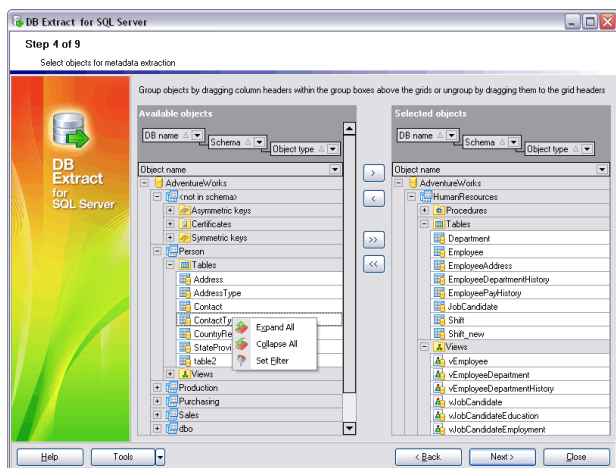 DB Extract for SQL Server
Step 4 of 9
Select objects for metadata extraction
Group objects by dragging column headers within the group boxes above the grids or ungroup by dragging them to the grid headers
DB
Extract
for
SQL Server
Available objects
DB name
Schema
Object type
Object name
AdventureWorks
<not in schema>
Asymmetric keys
Certificates
Symmetric keys
Person
Tables
Address
AddressType
Contact
ContactTy
CountryRe
StateProvi
table2
Views
Production
Purchasing
Sales
dbo
Expand All
Collapse All
Set Filter
>
<
>>
<<
Selected objects
DB name
Schema
Object type
Object name
AdventureWorks
HumanResources
Procedures
Tables
Department
Employee
EmployeeAddress
EmployeeDepartmentHistory
EmployeePayHistory
JobCandidate
Shift
Shift_new
Views
vEmployee
vEmployeeDepartment
vEmployeeDepartmentHistory
vJobCandidate
vJobCandidateEducation
vJobCandidateEmployment
Help
Tools
< Back
Next >
Close